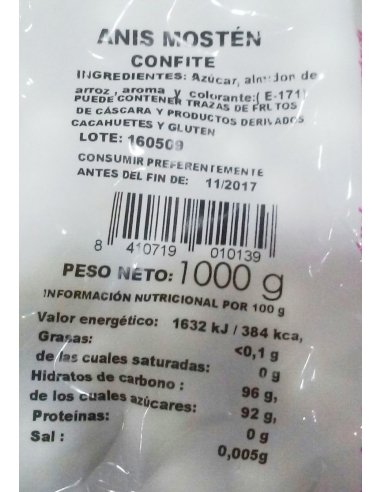 ANIS MOSTÉN
CONFITE
INGREDIENTES: Azúcar, almidon de
arroz, aroma y colorante:( E-171)
PUEDE CONTENER TRAZAS DE FRUTOS
DE CÁSCARA Y PRODUCTOS DERIVADOS
CACAHUETES Y GLUTEN
LOTE: 160509
CONSUMIR PREFERENTEMENTE
ANTES DEL FIN DE: 11/2017
8 410719 010139
PESO NETO: 1000 g
INFORMACIÓN NUTRICIONAL POR 100 g
Valor energético: 1632 kJ / 384 kca,
Grasas: <0,1 g
de las cuales saturadas: 0 g
Hidratos de carbono : 96 g,
de los cuales azúcares: 92 g,
Proteínas: 0 g
Sal : 0,005g